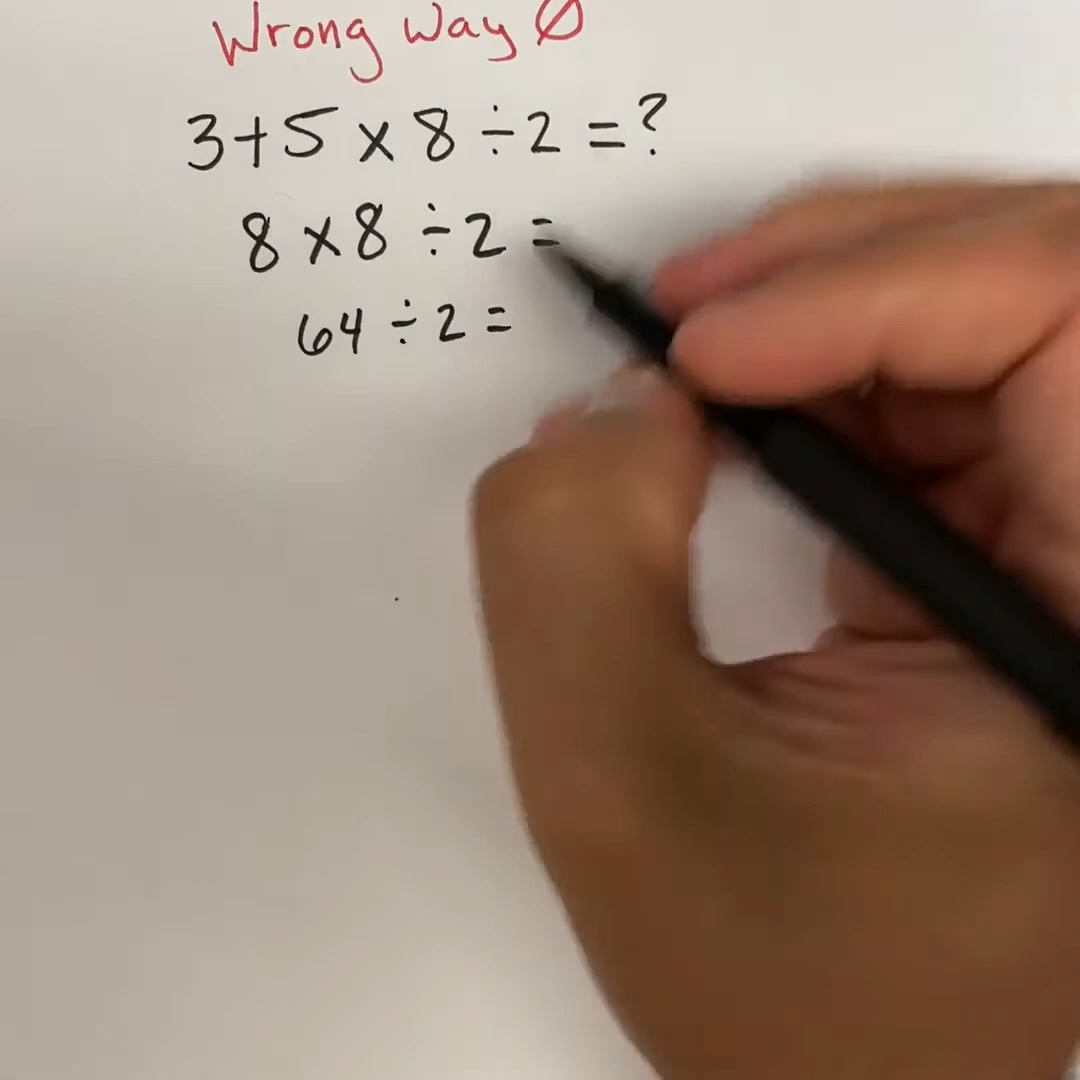 Wrong Way Ø
3+5 × 8 ÷ 2 = ?
8 × 8 ÷ 2 =
64 ÷ 2 =